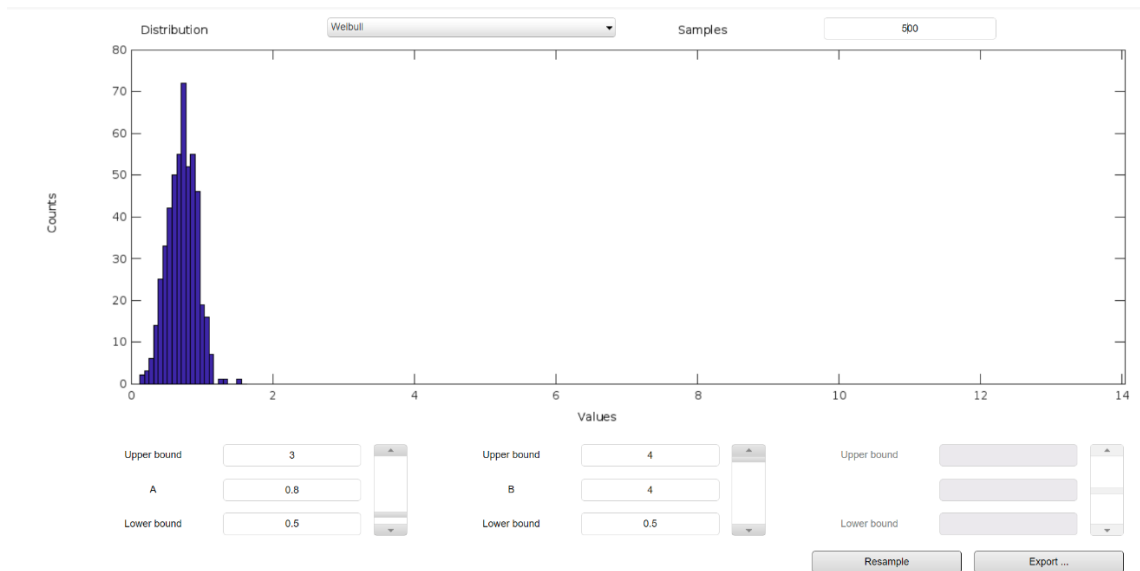 Distribution Weibull Samples 500
80
70
60
50
40
30
20
10
0
Counts
0 2 4 6 8 10 12 14
Values
Upper bound 3 Upper bound 4 Upper bound
A 0.8 B 4
Lower bound 0.5 Lower bound 0.5 Lower bound
Resample Export ...